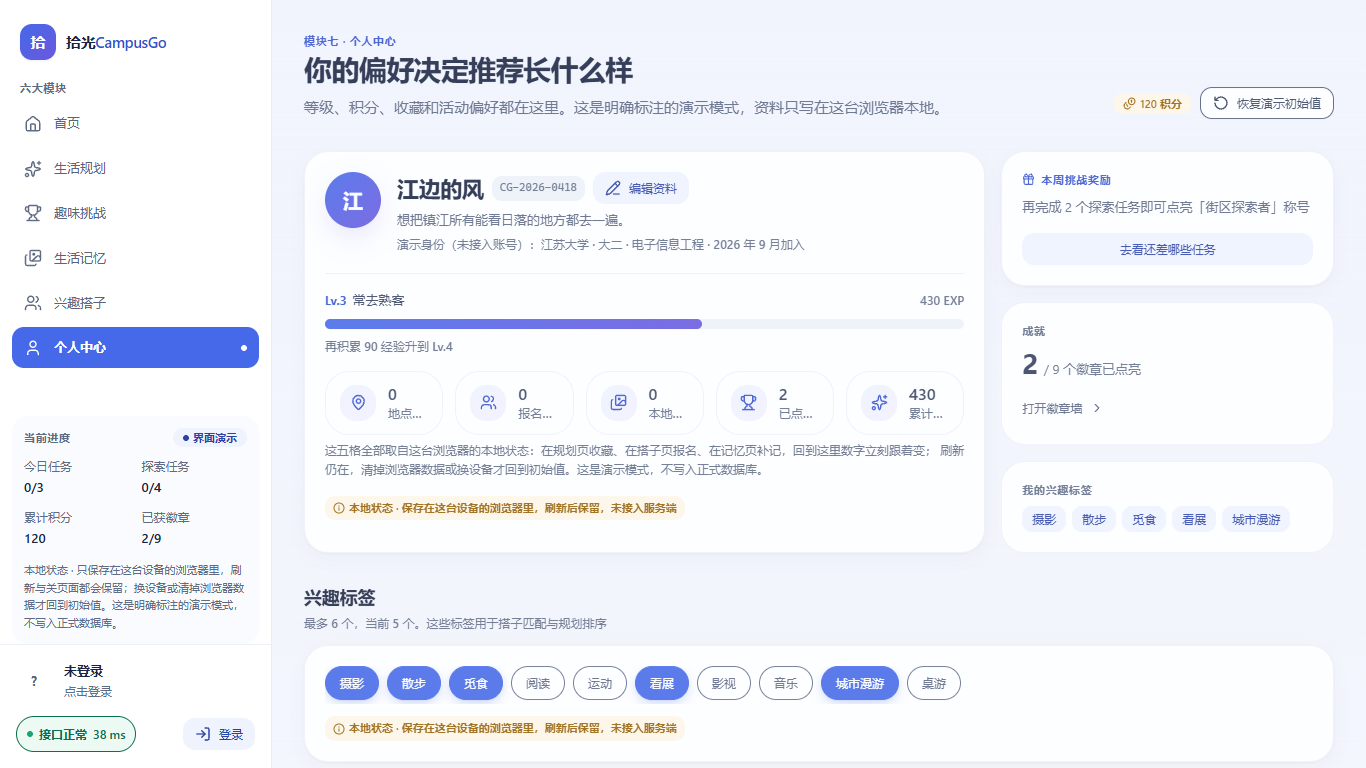 拾
拾光CampusGo
六大模块
首页
生活规划
趣味挑战
生活记忆
兴趣搭子
个人中心
当前进度
界面演示
今日任务
探索任务
0/3
0/4
累计积分
已获徽章
120
2/9
本地状态 · 只保存在这台设备的浏览器里，刷
新与关页面都会保留；换设备或清掉浏览器数
据才回到初始值。这是明确标注的演示模式，
不写入正式数据库。
?
未登录
点击登录
接口正常 38 ms
登录
模块七 · 个人中心
你的偏好决定推荐长什么样
等级、积分、收藏和活动偏好都在这里。这是明确标注的演示模式，资料只写在这台浏览器本地。
120 积分
恢复演示初始值
江
江边的风
CG-2026-0418
编辑资料
想把镇江所有能看日落的地方都去一遍。
演示身份（未接入账号）：江苏大学 · 大二 · 电子信息工程 · 2026 年 9 月加入
Lv.3 常去熟客
430 EXP
再积累 90 经验升到 Lv.4
0
地点…
0
报名…
0
本地…
2
已点…
430
累计…
这五格全部取自这台浏览器的本地状态：在规划页收藏、在搭子页报名、在记忆页补记，回到这里数字立刻跟着变； 刷新
仍在，清掉浏览器数据或换设备才回到初始值。这是演示模式，不写入正式数据库。
本地状态 · 保存在这台设备的浏览器里，刷新后保留，未接入服务端
本周挑战奖励
再完成 2 个探索任务即可点亮「街区探索者」称号
去看还差哪些任务
成就
2 / 9 个徽章已点亮
打开徽章墙
我的兴趣标签
摄影
散步
觅食
看展
城市漫游
兴趣标签
最多 6 个，当前 5 个。这些标签用于搭子匹配与规划排序
摄影
散步
觅食
阅读
运动
看展
影视
音乐
城市漫游
桌游
本地状态 · 保存在这台设备的浏览器里，刷新后保留，未接入服务端